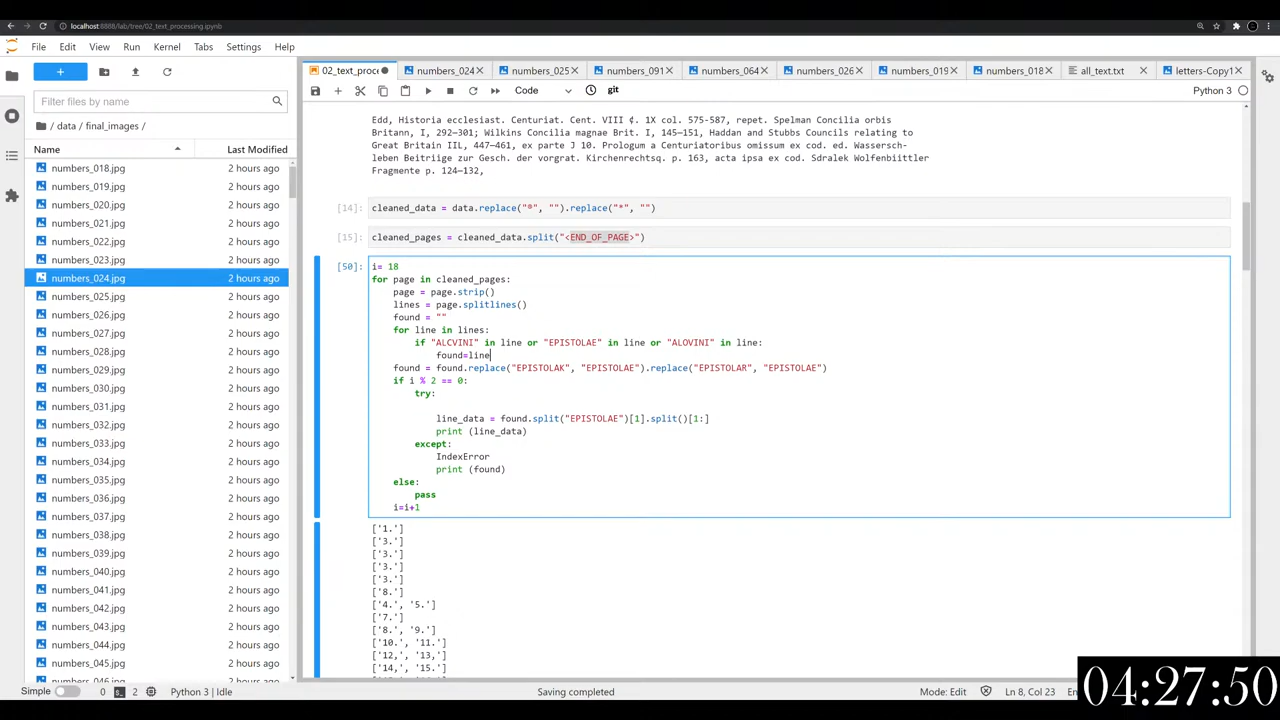 localhost:8888/lab/tree/02_text_processing.ipynb
File Edit View Run Kernel Tabs Settings Help
02_text_proce
numbers_024
numbers_025
numbers_091
numbers_064
numbers_026
numbers_019
numbers_018
all_text.txt
letters-Copy1
Code
git
Python 3
Filter files by name
/ data / final_images /
Name Last Modified
numbers_018.jpg 2 hours ago
numbers_019.jpg 2 hours ago
numbers_020.jpg 2 hours ago
numbers_021.jpg 2 hours ago
numbers_022.jpg 2 hours ago
numbers_023.jpg 2 hours ago
numbers_024.jpg 2 hours ago
numbers_025.jpg 2 hours ago
numbers_026.jpg 2 hours ago
numbers_027.jpg 2 hours ago
numbers_028.jpg 2 hours ago
numbers_029.jpg 2 hours ago
numbers_030.jpg 2 hours ago
numbers_031.jpg 2 hours ago
numbers_032.jpg 2 hours ago
numbers_033.jpg 2 hours ago
numbers_034.jpg 2 hours ago
numbers_035.jpg 2 hours ago
numbers_036.jpg 2 hours ago
numbers_037.jpg 2 hours ago
numbers_038.jpg 2 hours ago
numbers_039.jpg 2 hours ago
numbers_040.jpg 2 hours ago
numbers_041.jpg 2 hours ago
numbers_042.jpg 2 hours ago
numbers_043.jpg 2 hours ago
numbers_044.jpg 2 hours ago
numbers_045.jpg 2 hours ago
numbers_046.jpg 2 hours ago
Edd, Historia ecclesiast. Centuriat. Cent. VIII ¢. 1X col. 575-587, repet. Spelman Concilia orbis
Britann, I, 292—301; Wilkins Concilia magnae Brit. I, 145—151, Haddan and Stubbs Councils relating to
Great Britain IIL, 447—461, ex parte J 10. Prologum a Centuriatoribus omissum ex cod. ed. Wassersch-
leben Beitriige zur Gesch. der vorgrat. Kirchenrechtsq. p. 163, acta ipsa ex cod. Sdralek Wolfenbiittler
Fragmente p. 124—132,
[14]: cleaned_data = data.replace("®", "").replace("*", "")
[15]: cleaned_pages = cleaned_data.split("<END_OF_PAGE>")
[50]: i= 18
for page in cleaned_pages:
    page = page.strip()
    lines = page.splitlines()
    found = ""
    for line in lines:
        if "ALCVINI" in line or "EPISTOLAE" in line or "ALOVINI" in line:
            found=line
    found = found.replace("EPISTOLAK", "EPISTOLAE").replace("EPISTOLAR", "EPISTOLAE")
    if i % 2 == 0:
        try:
            line_data = found.split("EPISTOLAE")[1].split()[1:]
            print (line_data)
        except:
            IndexError
            print (found)
    else:
        pass
    i=i+1
['1.']
['3.']
['3.']
['3.']
['3.']
['8.']
['4.', '5.']
['7.']
['8.', '9.']
['10.', '11.']
['12,', '13,']
['14,', '15.']
Simple 0 2 Python 3 | Idle Saving completed Mode: Edit Ln 8, Col 23
04:27:50